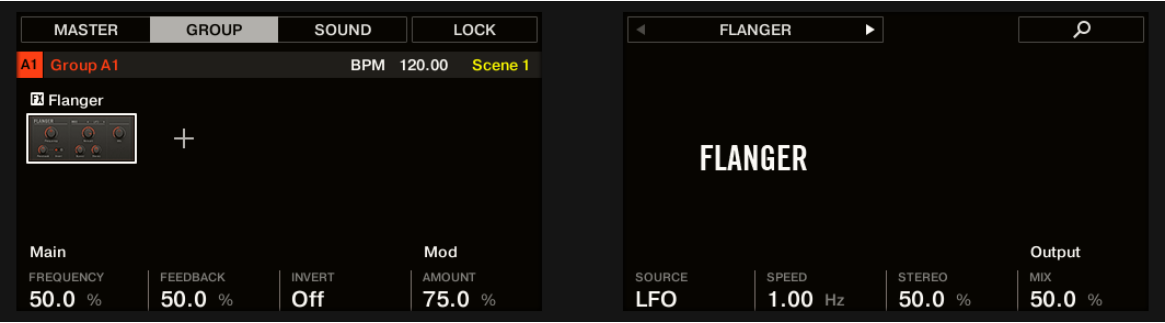 MASTER GROUP SOUND LOCK
A1 Group A1 BPM 120.00 Scene 1
FX Flanger
FLANGER
Main Mod
FREQUENCY FEEDBACK INVERT AMOUNT
50.0 % 50.0 % Off 75.0 %
FLANGER
FLANGER
Output
SOURCE SPEED STEREO MIX
LFO 1.00 Hz 50.0 % 50.0 %